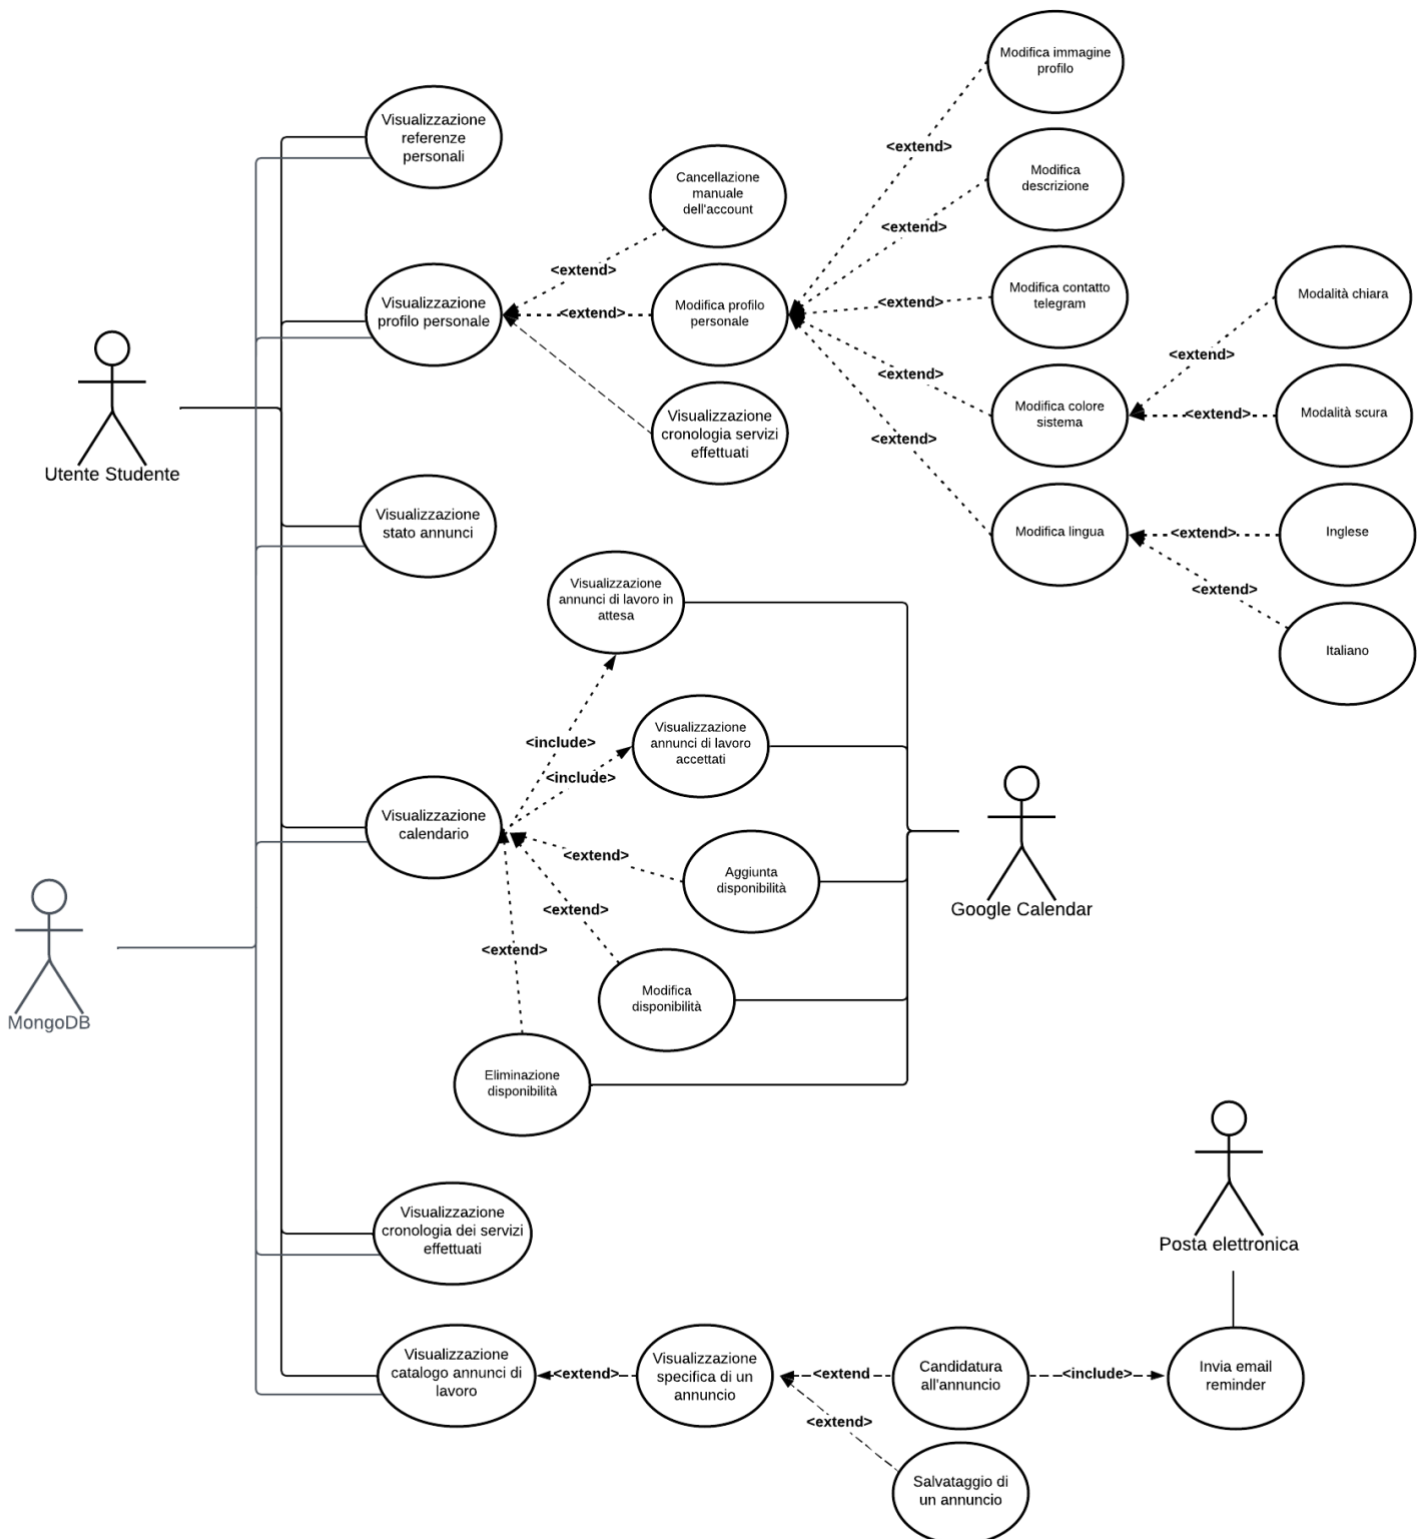 Modifica immagine
profilo
Visualizzazione
referenze
personali
<extend>
Modifica
descrizione
Cancellazione
manuale
dell'account
<extend>
<extend>
Visualizzazione
profilo personale
<extend>
Modifica profilo
personale
<extend>
Modifica contatto
telegram
Modalità chiara
<extend>
<extend>
Visualizzazione
cronologia servizi
effettuati
<extend>
Modifica colore
sistema
<extend>
Modalità scura
Utente Studente
Visualizzazione
stato annunci
Modifica lingua
<extend>
Inglese
<extend>
Italiano
Visualizzazione
annunci di lavoro in
attesa
<include>
<include>
Visualizzazione
annunci di lavoro
accettati
Visualizzazione
calendario
<extend>
Aggiunta
disponibilità
<extend>
<extend>
Google Calendar
Modifica
disponibilità
MongoDB
Eliminazione
disponibilità
Visualizzazione
cronologia dei servizi
effettuati
Posta elettronica
Visualizzazione
catalogo annunci di
lavoro
<extend>
Visualizzazione
specifica di un
annuncio
<extend
Candidatura
all'annuncio
<include>
Invia email
reminder
<extend>
Salvataggio di
un annuncio